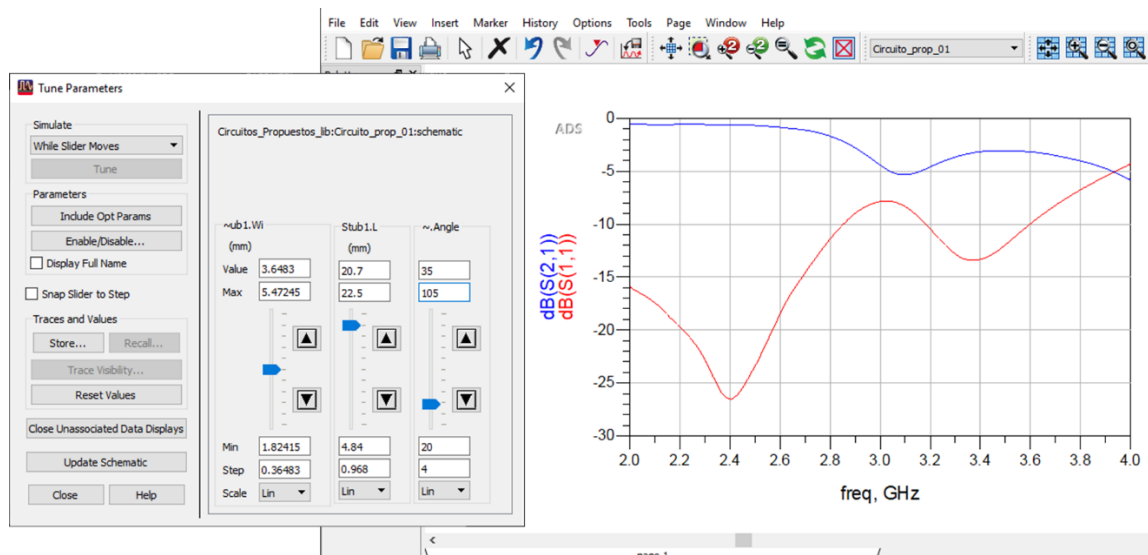 File Edit View Insert Marker History Options Tools Page Window Help
Circuito_prop_01
Tune Parameters
Simulate
While Slider Moves
Tune
Parameters
Include Opt Params
Enable/Disable...
Display Full Name
Snap Slider to Step
Traces and Values
Store... Recall...
Trace Visibility...
Reset Values
Close Unassociated Data Displays
Update Schematic
Close Help
Circuitos_Propuestos_lib:Circuito_prop_01:schematic
~ub1.Wi Stub1.L ~.Angle
(mm) (mm)
Value 3.6483 20.7 35
Max 5.47245 22.5 105
Min 1.82415 4.84 20
Step 0.36483 0.968 4
Scale Lin Lin Lin
ADS
dB(S(2,1))
dB(S(1,1))
0
-5
-10
-15
-20
-25
-30
2.0 2.2 2.4 2.6 2.8 3.0 3.2 3.4 3.6 3.8 4.0
freq, GHz